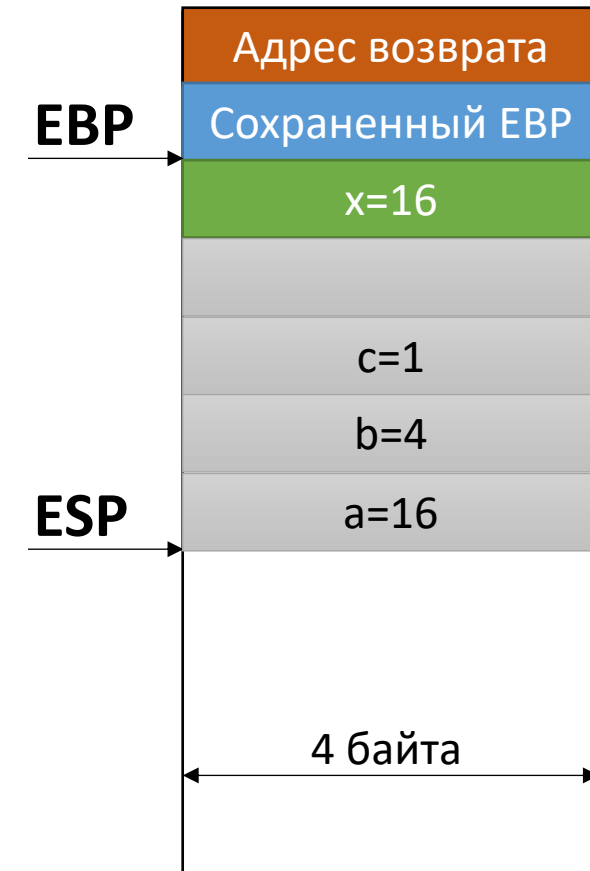 Адрес возврата
EBP
Сохраненный EBP
x=16
c=1
b=4
ESP
a=16
4 байта